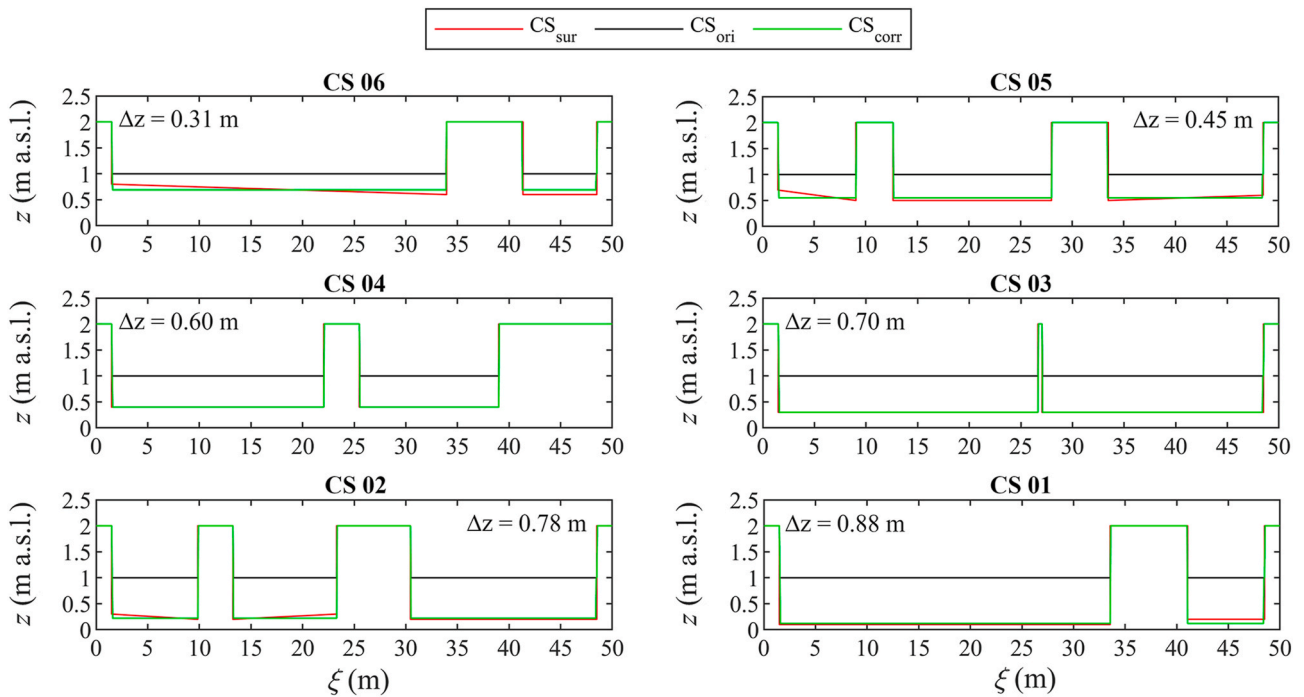 CS_sur CS_ori CS_corr
CS 06
Δz = 0.31 m
z (m a.s.l.)
2.5
2
1.5
1
0.5
0
0 5 10 15 20 25 30 35 40 45 50
CS 05
Δz = 0.45 m
z (m a.s.l.)
2.5
2
1.5
1
0.5
0
0 5 10 15 20 25 30 35 40 45 50
CS 04
Δz = 0.60 m
z (m a.s.l.)
2.5
2
1.5
1
0.5
0
0 5 10 15 20 25 30 35 40 45 50
CS 03
Δz = 0.70 m
z (m a.s.l.)
2.5
2
1.5
1
0.5
0
0 5 10 15 20 25 30 35 40 45 50
CS 02
Δz = 0.78 m
z (m a.s.l.)
2.5
2
1.5
1
0.5
0
0 5 10 15 20 25 30 35 40 45 50
ξ (m)
CS 01
Δz = 0.88 m
z (m a.s.l.)
2.5
2
1.5
1
0.5
0
0 5 10 15 20 25 30 35 40 45 50
ξ (m)